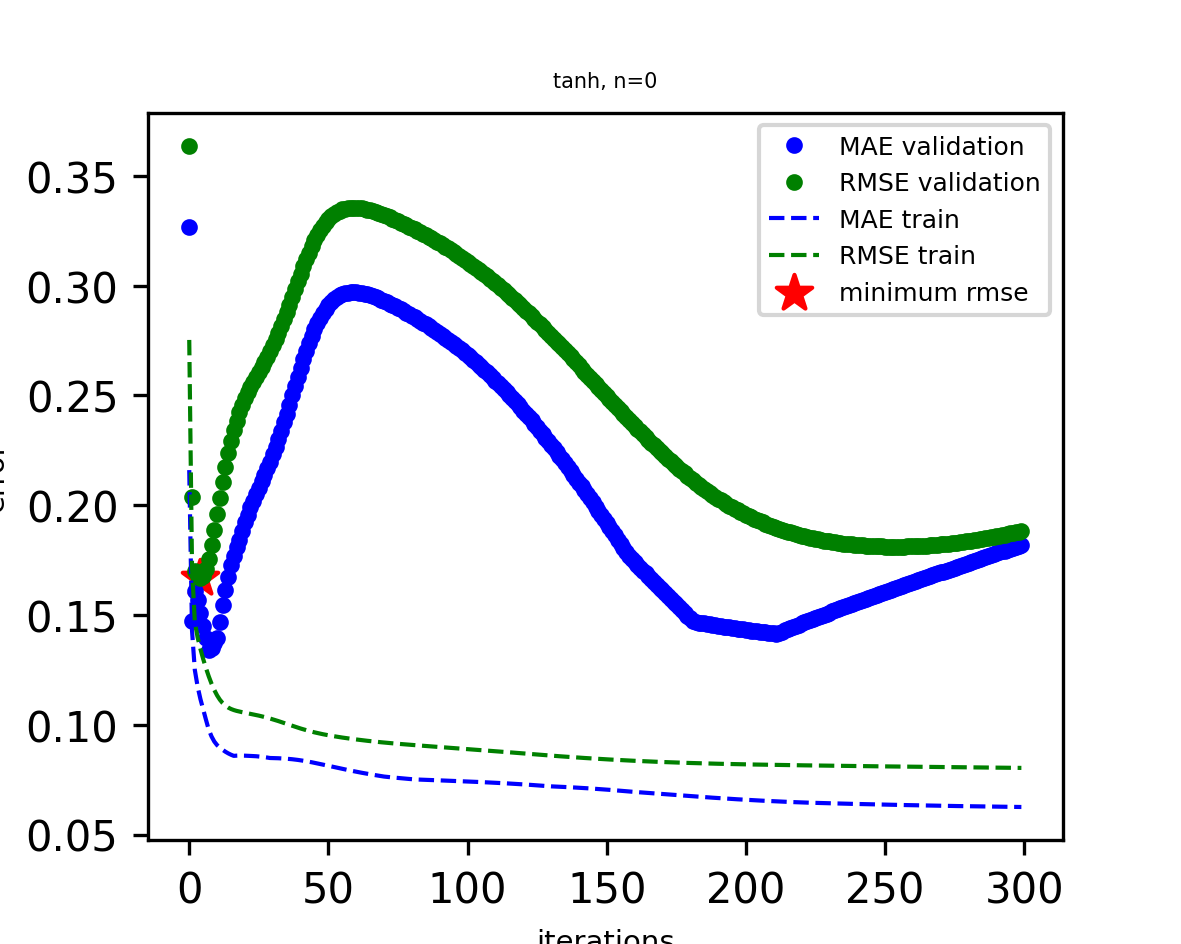 tanh, n=0
0.35
0.30
0.25
0.20
0.15
0.10
0.05
MAE validation
RMSE validation
MAE train
RMSE train
minimum rmse
0 50 100 150 200 250 300
iterations